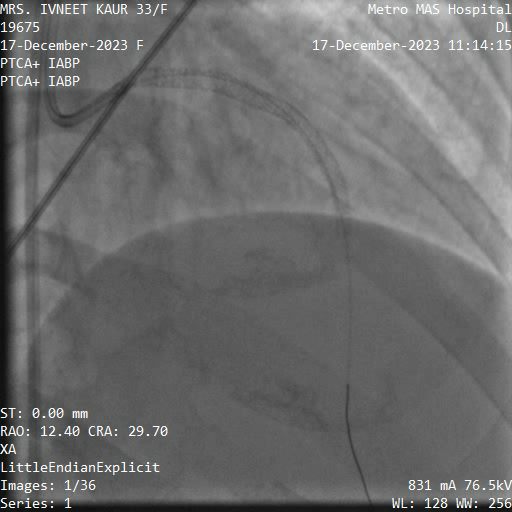 MRS. IVNEET KAUR 33/F
19675
17-December-2023 F
PTCA+ IABP
PTCA+ IABP
Metro MAS Hospital
DL
17-December-2023 11:14:15
ST: 0.00 mm
RAO: 12.40 CRA: 29.70
XA
LittleEndianExplicit
Images: 1/36
Series: 1
831 mA 76.5kV
WL: 128 WW: 256